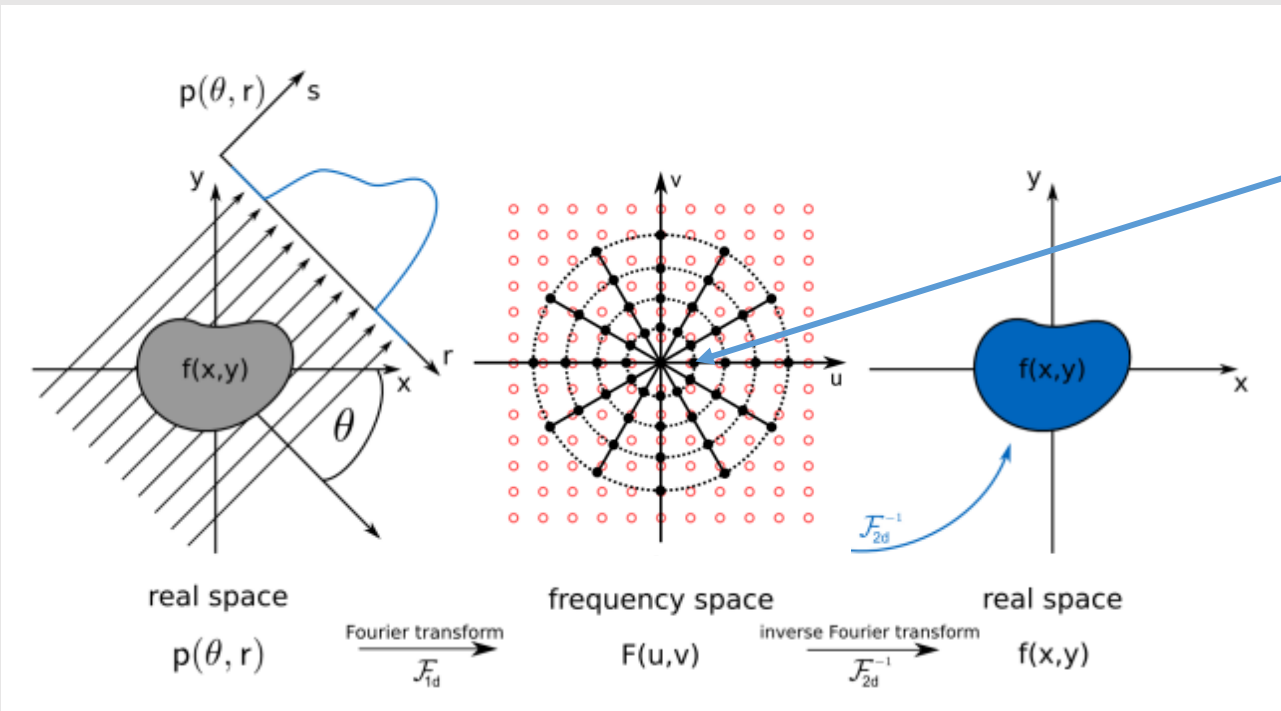 p(θ, r)
s
y
f(x,y)
r
x
θ
real space
p(θ, r)
Fourier transform
ℱ1d
v
u
frequency space
F(u,v)
inverse Fourier transform
ℱ2d⁻¹
y
f(x,y)
x
ℱ2d⁻¹
real space
f(x,y)